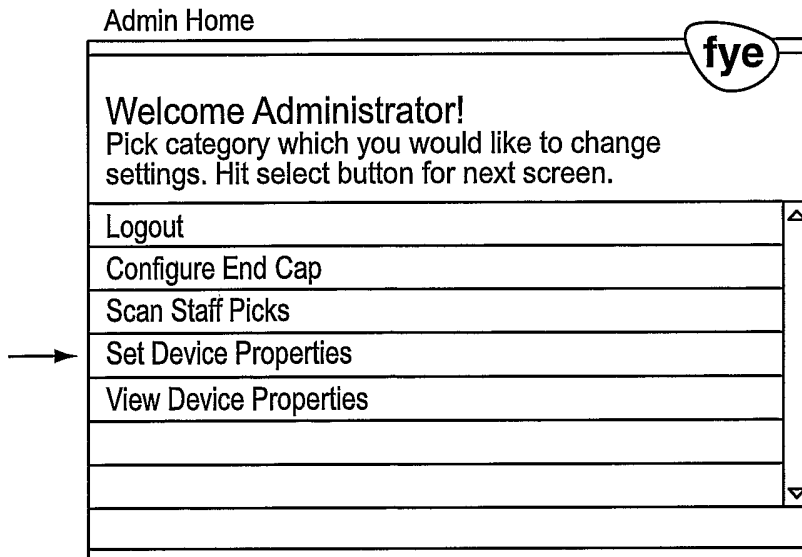 Admin Home
fye
Welcome Administrator!
Pick category which you would like to change
settings. Hit select button for next screen.
Logout
Configure End Cap
Scan Staff Picks
Set Device Properties
View Device Properties